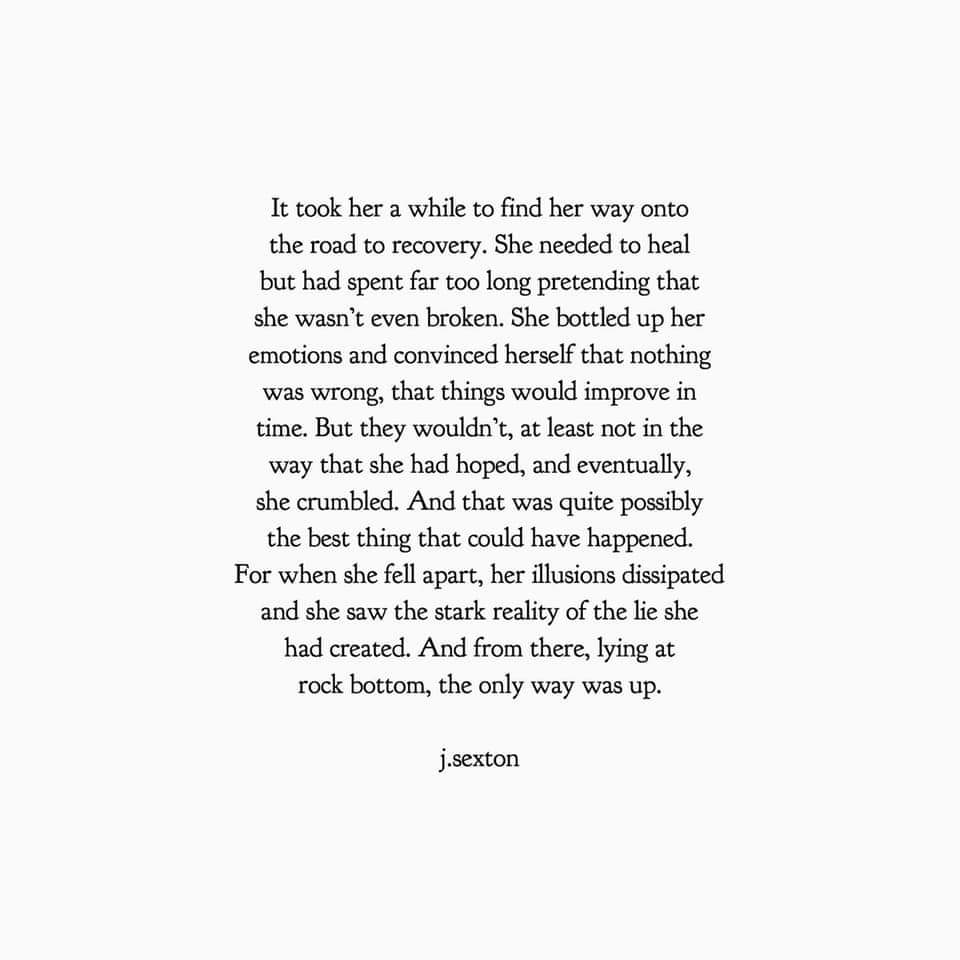 It took her a while to find her way onto
the road to recovery. She needed to heal
but had spent far too long pretending that
she wasn’t even broken. She bottled up her
emotions and convinced herself that nothing
was wrong, that things would improve in
time. But they wouldn’t, at least not in the
way that she had hoped, and eventually,
she crumbled. And that was quite possibly
the best thing that could have happened.
For when she fell apart, her illusions dissipated
and she saw the stark reality of the lie she
had created. And from there, lying at
rock bottom, the only way was up.
j.sexton